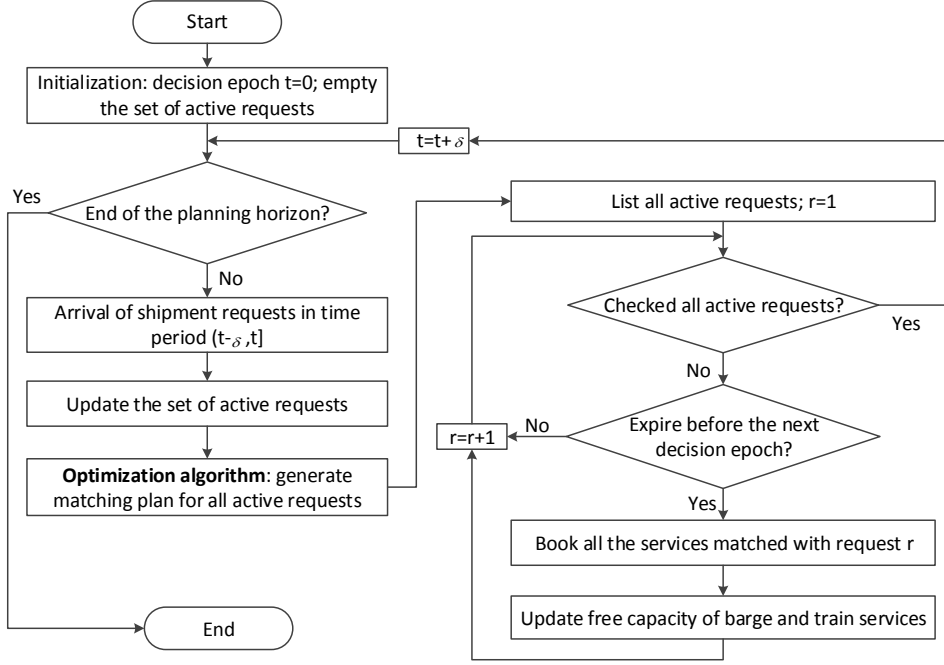 Start
Initialization: decision epoch t=0; empty
the set of active requests
t=t+ δ
Yes
End of the planning horizon?
No
Arrival of shipment requests in time
period (t-δ ,t]
Update the set of active requests
Optimization algorithm: generate
matching plan for all active requests
End
List all active requests; r=1
Checked all active requests?
Yes
No
Expire before the next
decision epoch?
No
r=r+1
Yes
Book all the services matched with request r
Update free capacity of barge and train services